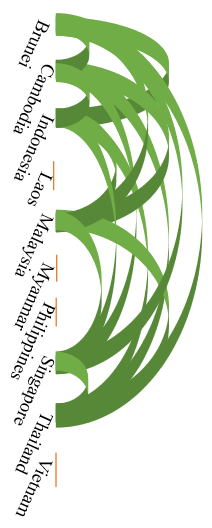 Brunei
Cambodia
Indonesia
Laos
Malaysia
Myanmar
Philippines
Singapore
Thailand
Vietnam